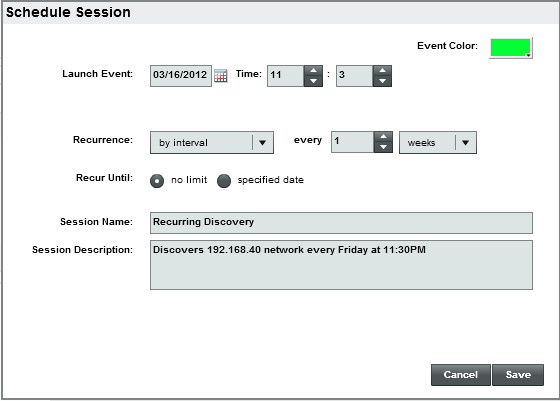 Schedule Session
Event Color:
Launch Event: 03/16/2012 Time: 11 : 3
Recurrence: by interval every 1 weeks
Recur Until: no limit specified date
Session Name: Recurring Discovery
Session Description: Discovers 192.168.40 network every Friday at 11:30PM
Cancel Save